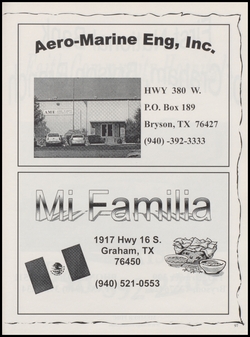 Aero-Marine Eng, Inc.
HWY 380 W.
P.O. Box 189
Bryson, TX 76427
(940) -392-3333
Mi Familia
1917 Hwy 16 S.
Graham, TX
76450
(940) 521-0553